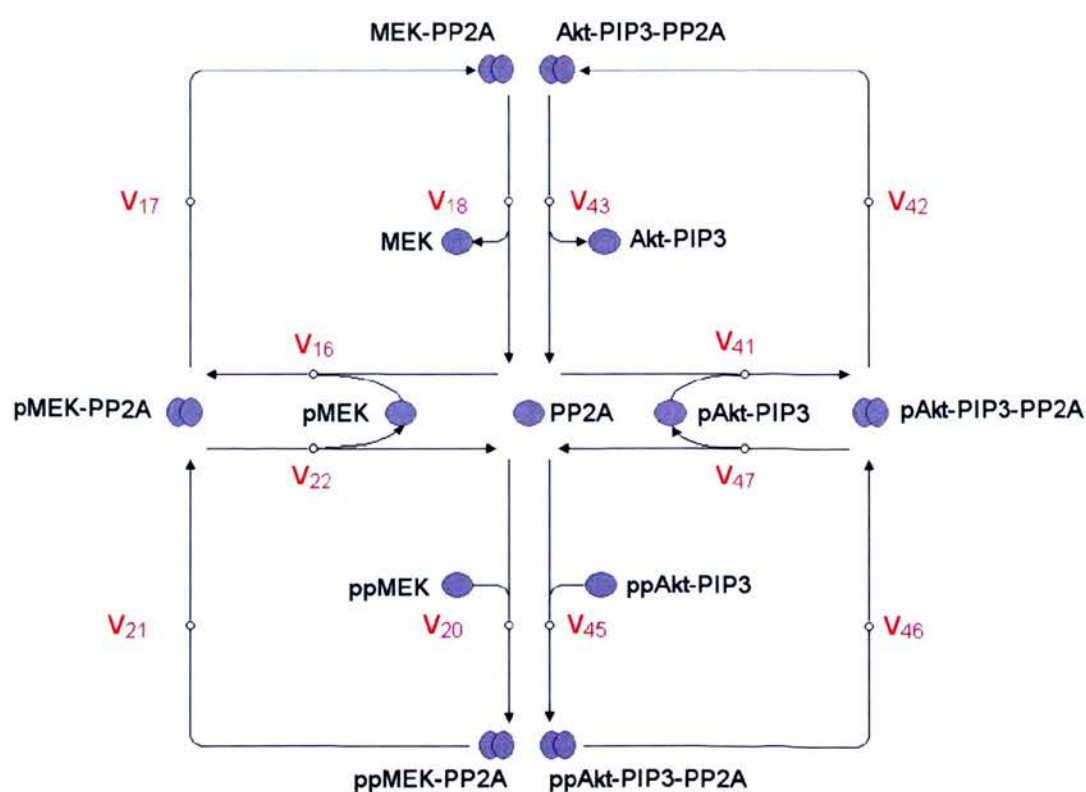 MEK-PP2A Akt-PIP3-PP2A
V17 V18 V43 V42
MEK Akt-PIP3
V16 V41
pMEK-PP2A pMEK PP2A pAkt-PIP3 pAkt-PIP3-PP2A
V22 V47
ppMEK ppAkt-PIP3
V21 V20 V45 V46
ppMEK-PP2A ppAkt-PIP3-PP2A